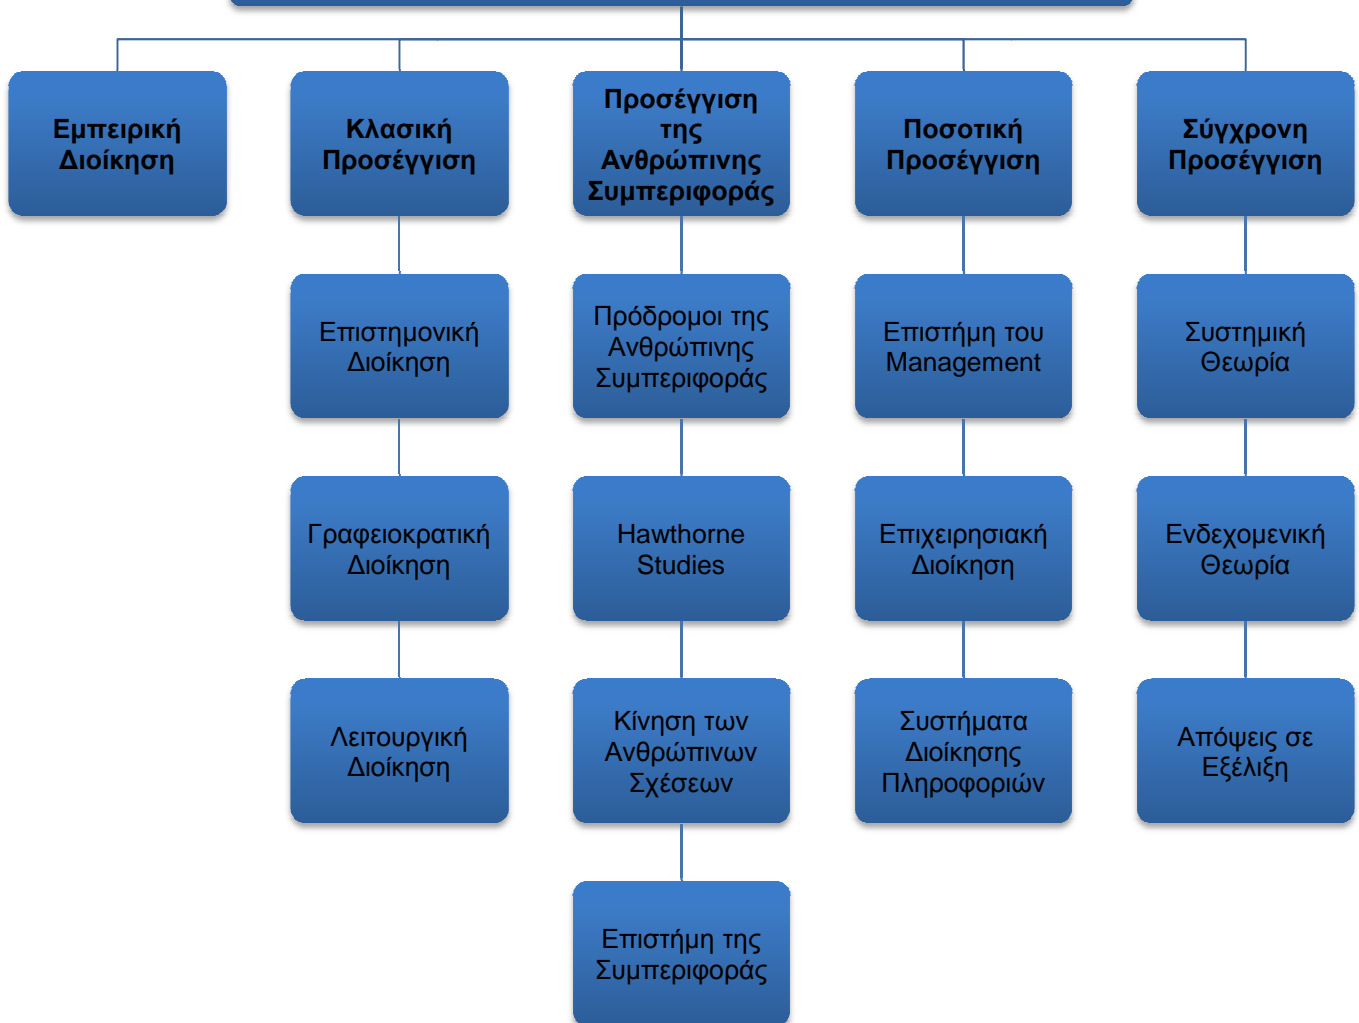 Εμπειρική
Διοίκηση
Κλασική
Προσέγγιση
Προσέγγιση
της
Ανθρώπινης
Συμπεριφοράς
Ποσοτική
Προσέγγιση
Σύγχρονη
Προσέγγιση
Επιστημονική
Διοίκηση
Πρόδρομοι της
Ανθρώπινης
Συμπεριφοράς
Επιστήμη του
Management
Συστημική
Θεωρία
Γραφειοκρατική
Διοίκηση
Hawthorne
Studies
Επιχειρησιακή
Διοίκηση
Ενδεχομενική
Θεωρία
Λειτουργική
Διοίκηση
Κίνηση των
Ανθρώπινων
Σχέσεων
Συστήματα
Διοίκησης
Πληροφοριών
Απόψεις σε
Εξέλιξη
Επιστήμη της
Συμπεριφοράς